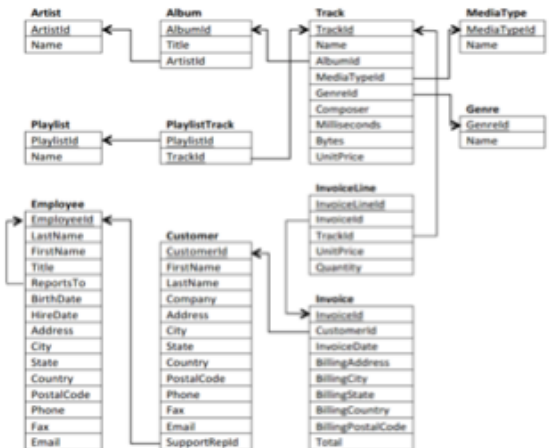 Artist
ArtistId
Name
Album
AlbumId
Title
ArtistId
Track
TrackId
Name
AlbumId
MediaTypeId
GenreId
Composer
Milliseconds
Bytes
UnitPrice
MediaType
MediaTypeId
Name
Genre
GenreId
Name
Playlist
PlaylistId
Name
PlaylistTrack
PlaylistId
TrackId
InvoiceLine
InvoiceLineId
InvoiceId
TrackId
UnitPrice
Quantity
Employee
EmployeeId
LastName
FirstName
Title
ReportsTo
BirthDate
HireDate
Address
City
State
Country
PostalCode
Phone
Fax
Email
Customer
CustomerId
FirstName
LastName
Company
Address
City
State
Country
PostalCode
Phone
Fax
Email
SupportRepId
Invoice
InvoiceId
CustomerId
InvoiceDate
BillingAddress
BillingCity
BillingState
BillingCountry
BillingPostalCode
Total